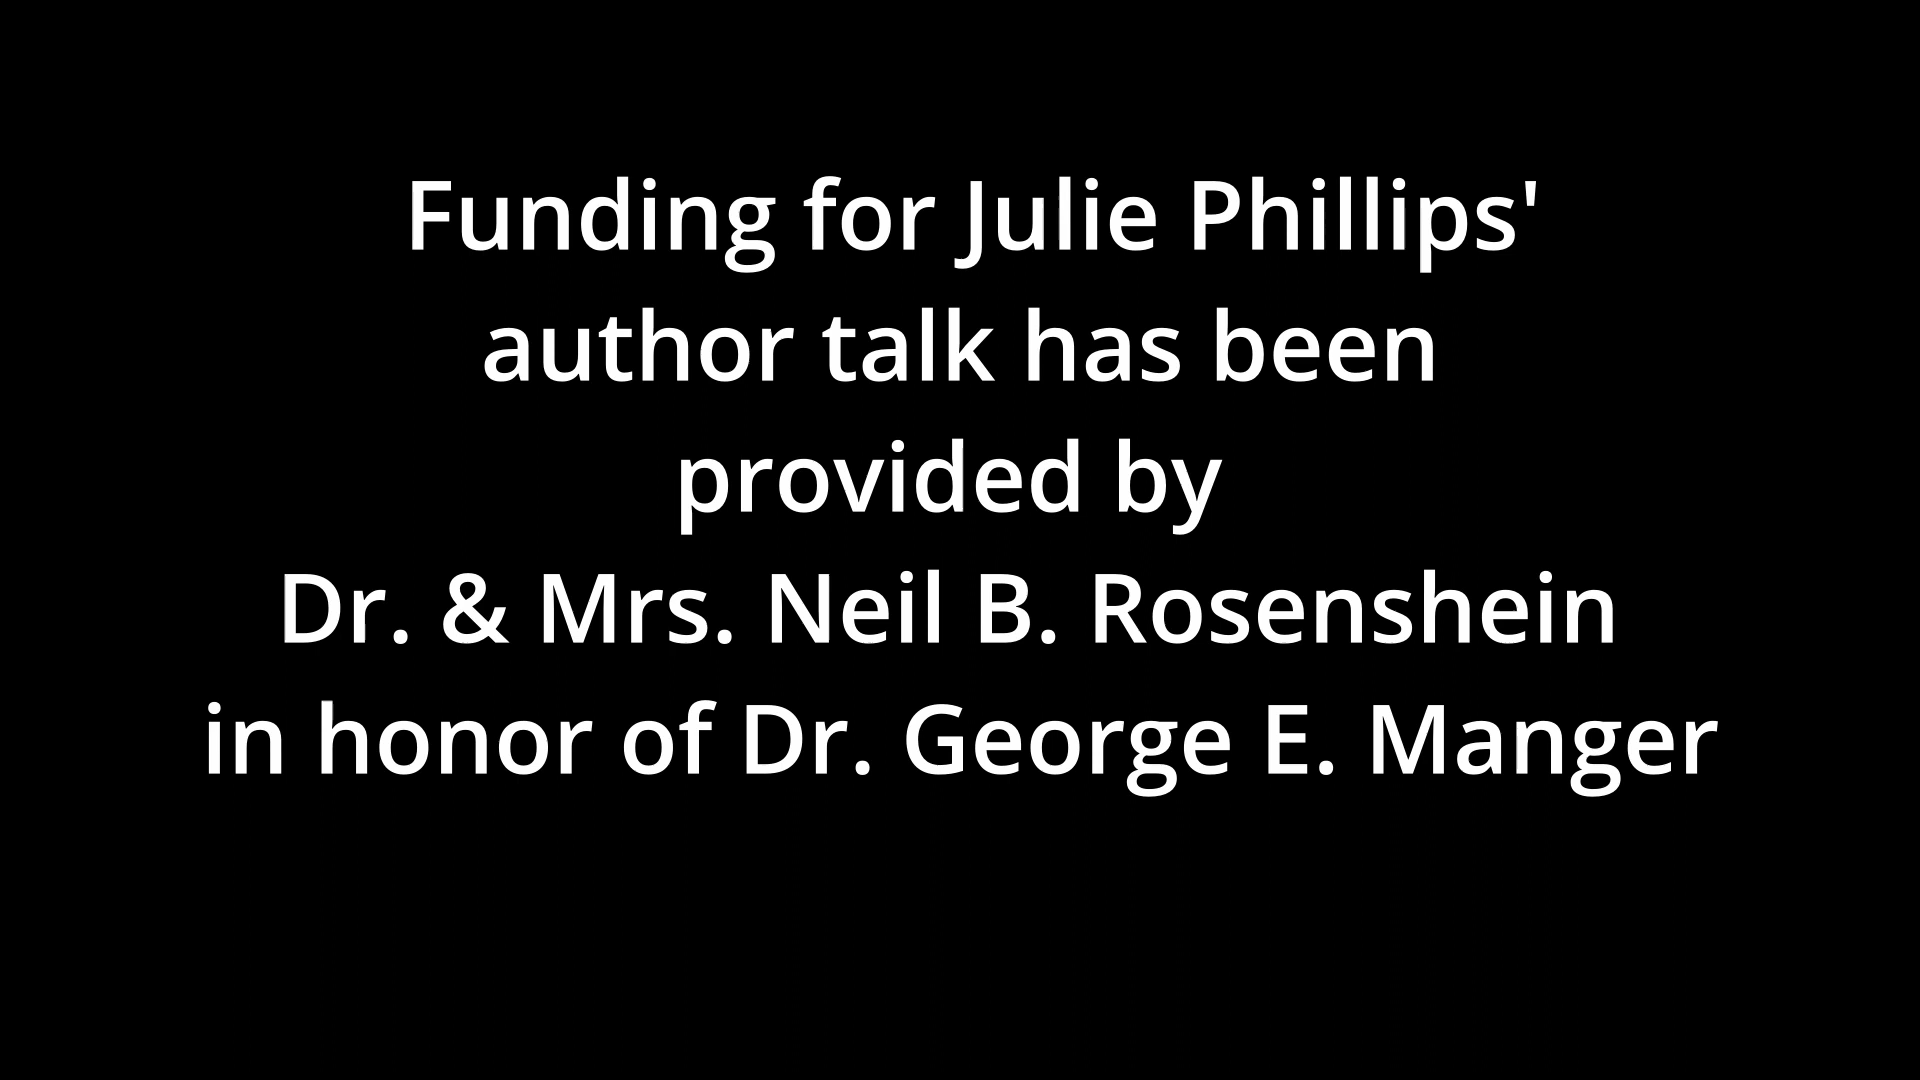 Funding for Julie Phillips'
author talk has been
provided by
Dr. & Mrs. Neil B. Rosenshein
in honor of Dr. George E. Manger